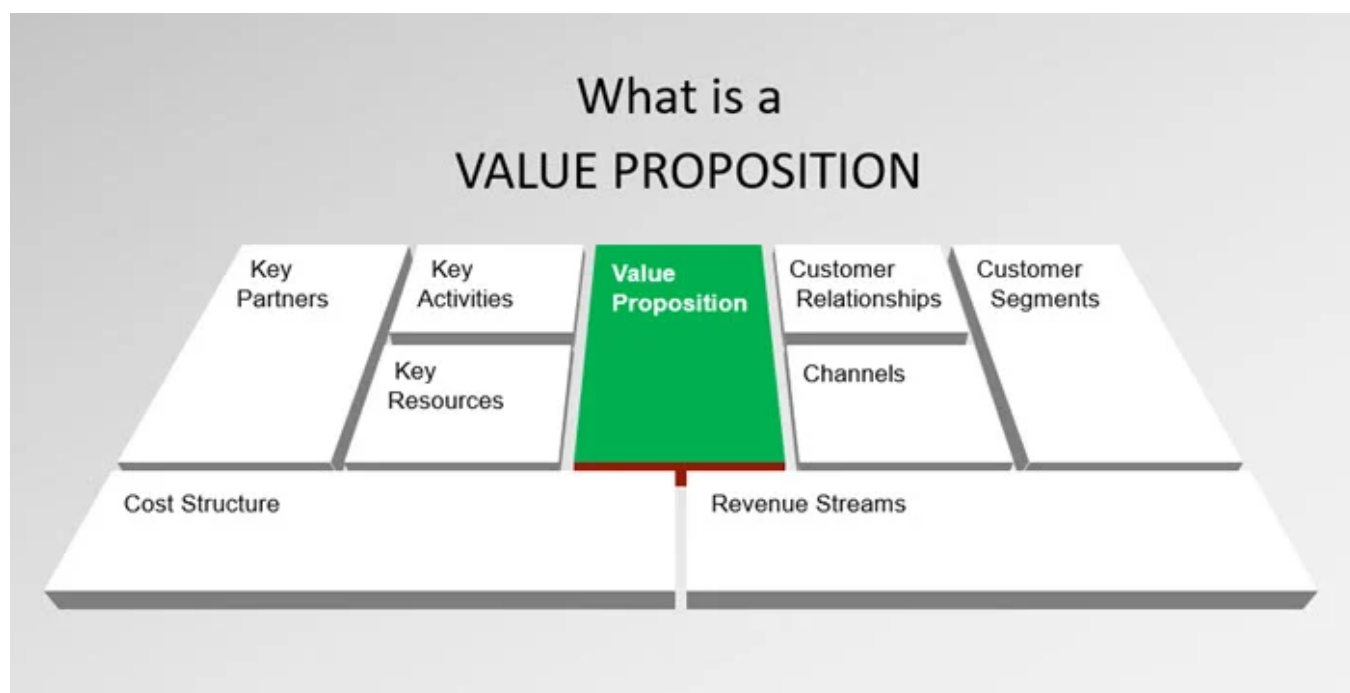 What is a
VALUE PROPOSITION
Key
Partners
Key
Activities
Key
Resources
Value
Proposition
Customer
Relationships
Channels
Customer
Segments
Cost Structure
Revenue Streams